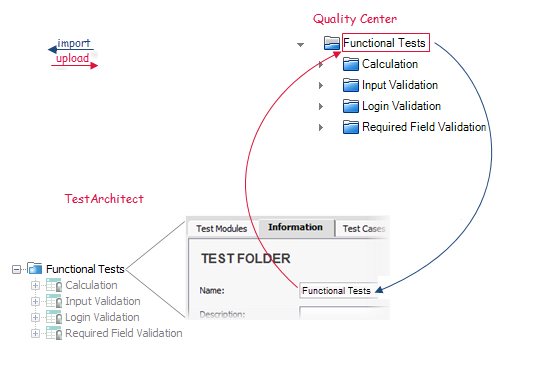 Quality Center
import
upload
Functional Tests
Calculation
Input Validation
Login Validation
Required Field Validation
TestArchitect
Test Modules Information Test Cases
TEST FOLDER
Functional Tests
Name: Functional Tests
Calculation
Input Validation
Description:
Login Validation
Required Field Validation